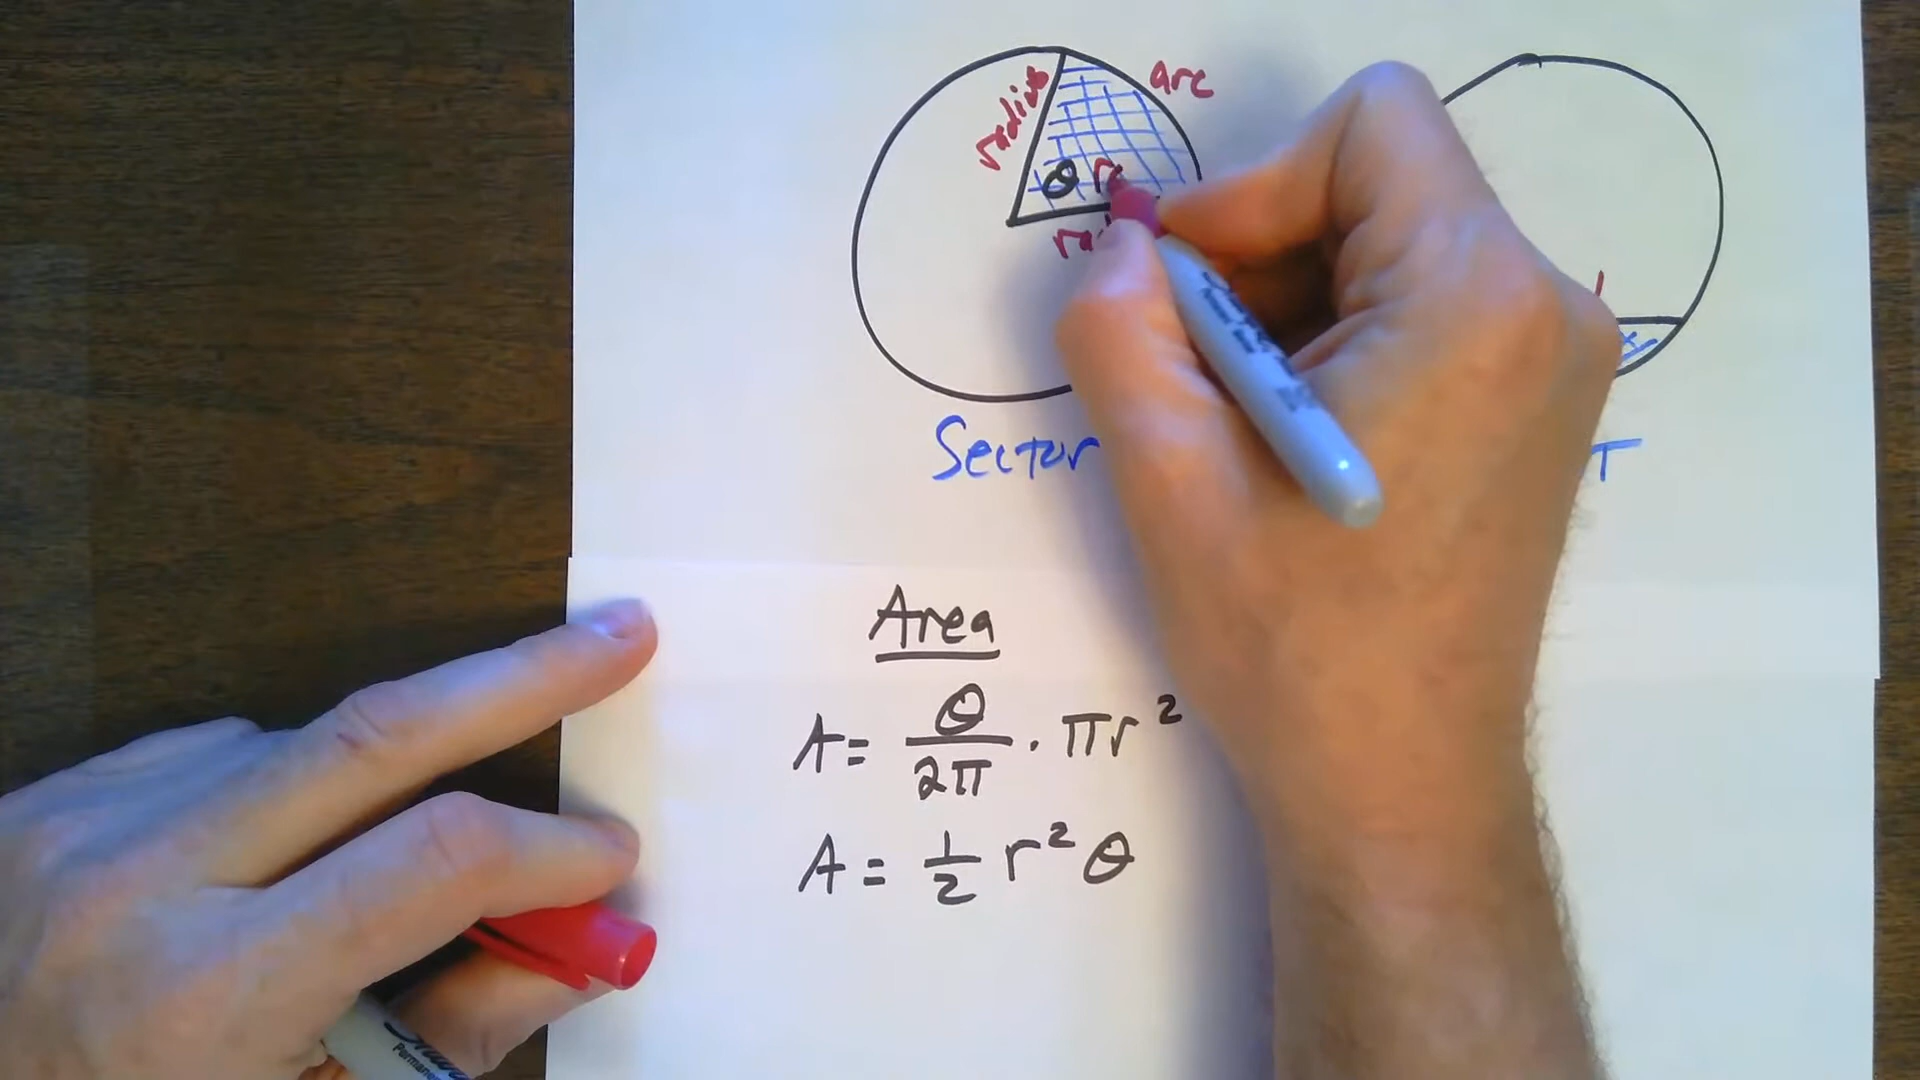 radius
arc
θ
Sector
Area
A = θ/2π · πr²
A = 1/2 r² θ